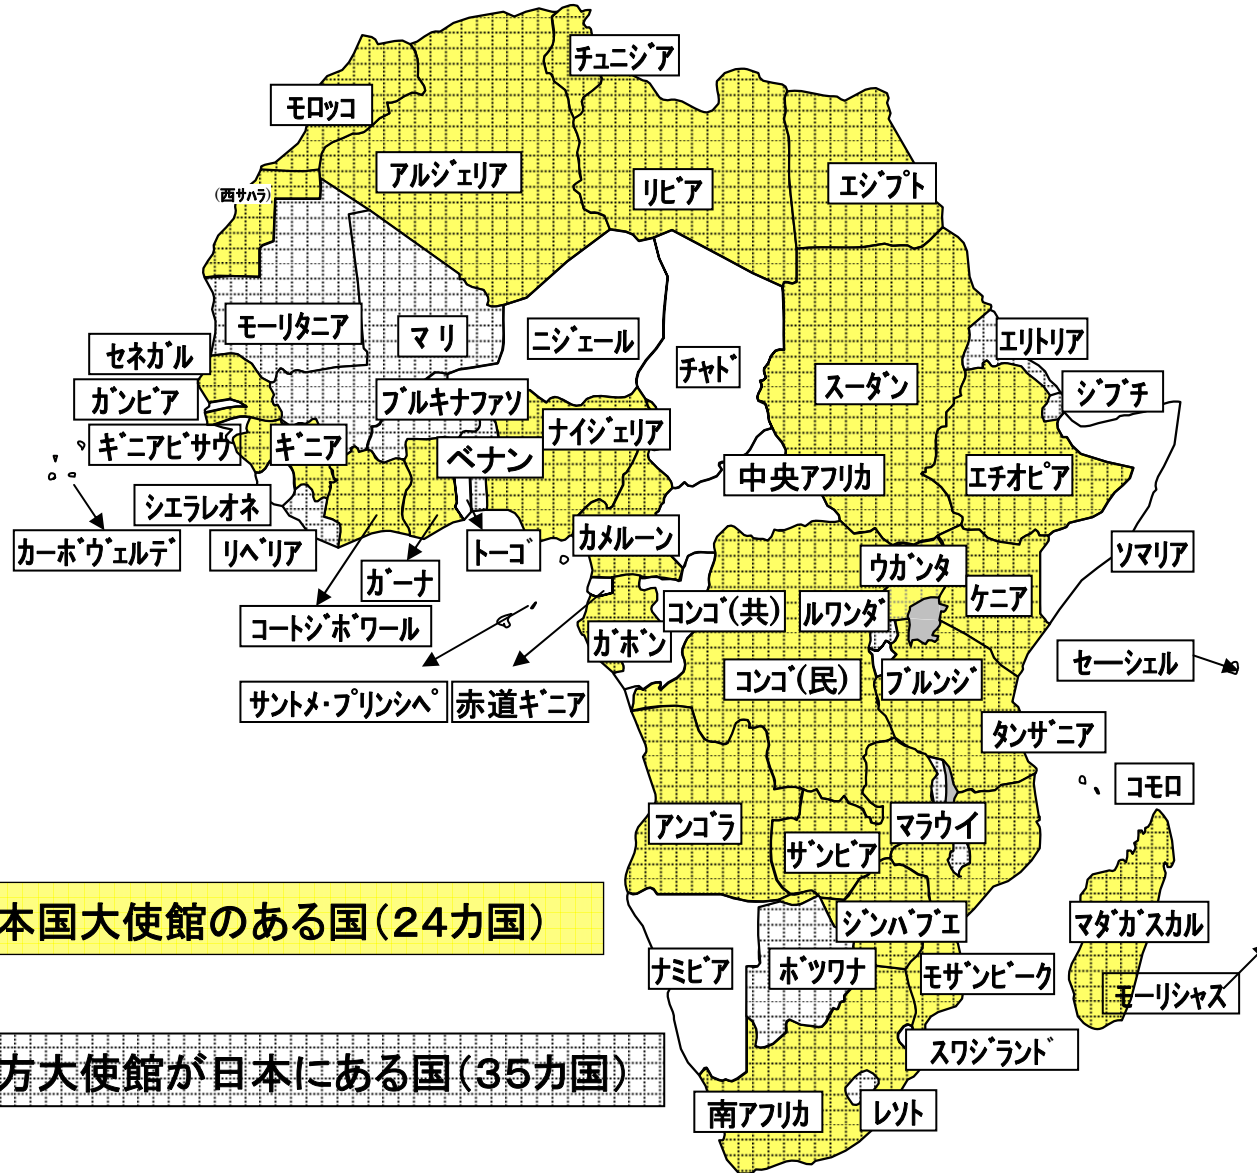 チュニジア
モロッコ
アルジェリア
リビア
エジプト
(西サハラ)
モーリタニア
マリ
ニジェール
エリトリア
セネガル
チャド
スーダン
ジブチ
ガンビア
ブルキナファソ
ナイジェリア
ギニアビサウ
ギニア
ベナン
中央アフリカ
エチオピア
シエラレオネ
カーボヴェルデ
リベリア
トーゴ
カメルーン
ソマリア
ガーナ
ウガンタ
ケニア
コートジボワール
コンゴ(共)
ルワンダ
ガボン
セーシェル
サントメ・プリンシペ
赤道ギニア
コンゴ(民)
ブルンジ
タンザニア
コモロ
アンゴラ
ザンビア
マラウイ
本国大使館のある国(24カ国)
ジンバブエ
マダガスカル
ナミビア
ボツワナ
モザンビーク
モーリシャス
スワジランド
方大使館が日本にある国(35カ国)
南アフリカ
レソト